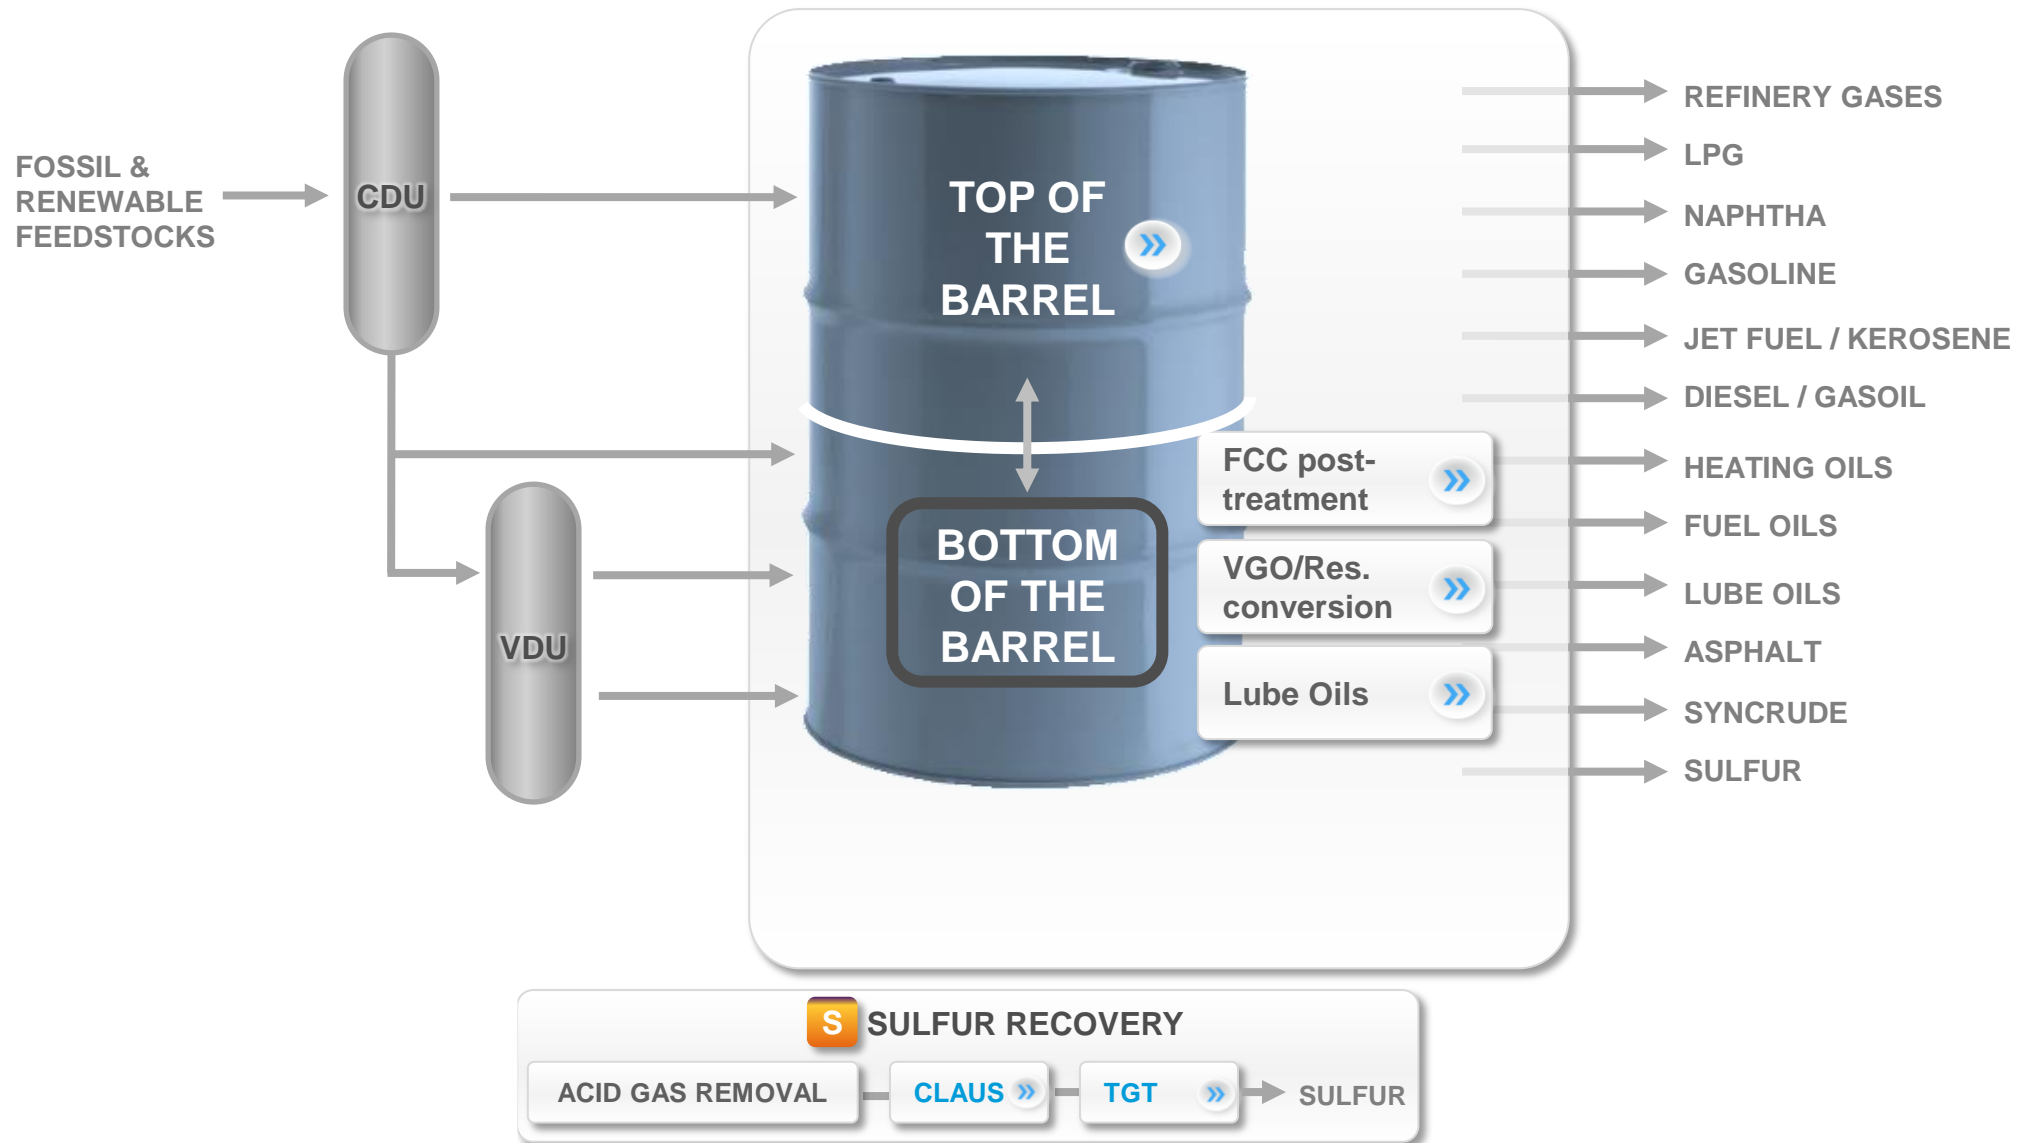 FOSSIL &
RENEWABLE
FEEDSTOCKS
CDU
VDU
TOP OF
THE
BARREL
BOTTOM
OF THE
BARREL
FCC post-
treatment
VGO/Res.
conversion
Lube Oils
REFINERY GASES
LPG
NAPHTHA
GASOLINE
JET FUEL / KEROSENE
DIESEL / GASOIL
HEATING OILS
FUEL OILS
LUBE OILS
ASPHALT
SYNCRUDE
SULFUR
S SULFUR RECOVERY
ACID GAS REMOVAL
CLAUS
TGT
SULFUR